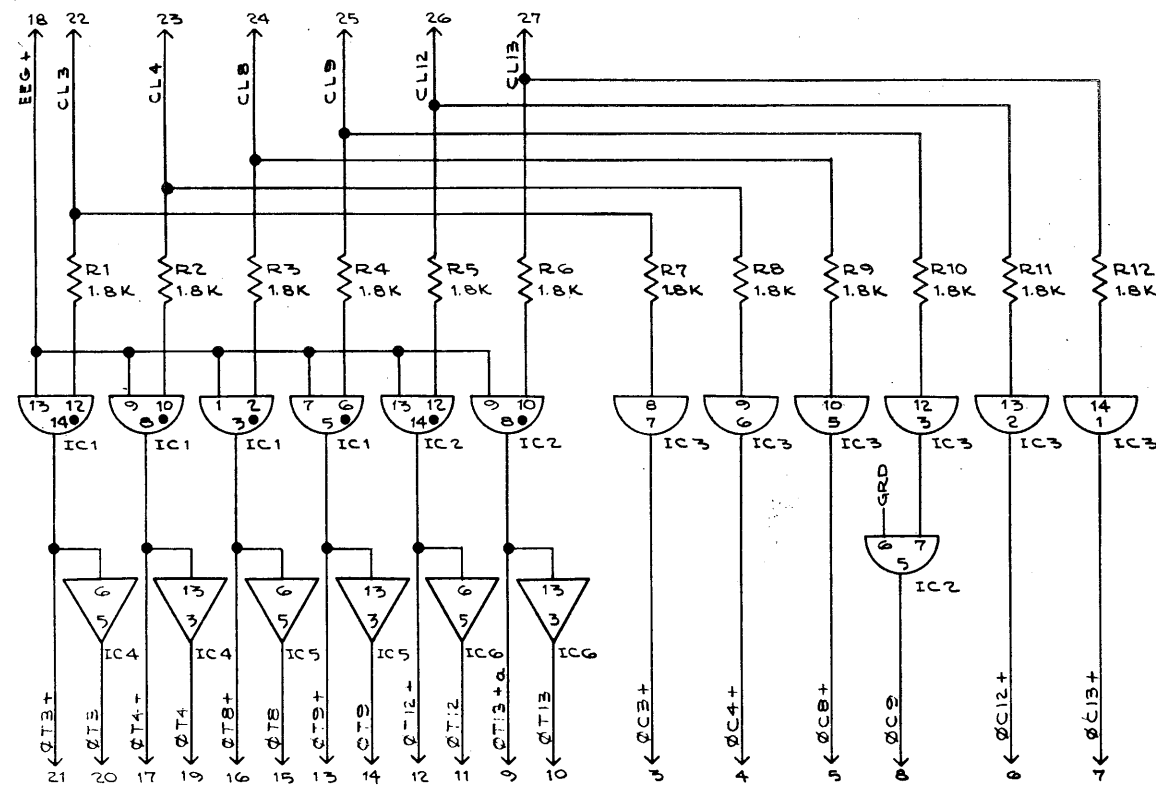 18 22 23 24 25 26 27
EEG+ CL3 CL4 CL8 CL9 CL12 CL13
R1 R2 R3 R4 R5 R6 R7 R8 R9 R10 R11 R12
1.8K 1.8K 1.8K 1.8K 1.8K 1.8K 1.8K 1.8K 1.8K 1.8K 1.8K 1.8K
13 12 9 10 1 2 7 6 13 12 9 10 8 9 10 12 13 14
14 8 3 5 14 8 7 6 5 3 2 1
IC1 IC1 IC1 IC1 IC2 IC2 IC3 IC3 IC3 IC3 IC3 IC3
GRD
6 7
5
IC2
6 13 6 13 6 13
5 3 5 3 5 3
IC4 IC4 IC5 IC5 IC6 IC6
ØT3+ ØT3 ØT4+ ØT4 ØT8+ ØT8 ØT9+ ØT9 ØT12+ ØT12 ØT13+a ØT13 ØC3+ ØC4+ ØC8+ ØC9 ØC12+ ØC13+
21 20 17 19 16 15 13 14 12 11 9 10 3 4 5 8 6 7